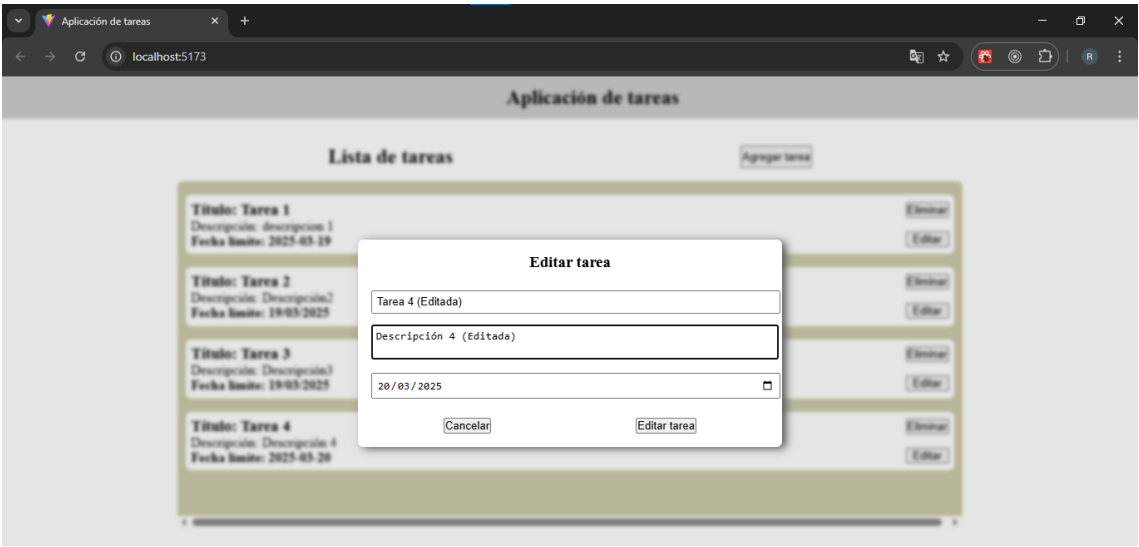 Aplicación de tareas
localhost:5173
R
Aplicación de tareas
Lista de tareas
Agregar tarea
Título: Tarea 1
Descripción: descripcion 1
Fecha limite: 2025-03-19
Eliminar
Editar
Título: Tarea 2
Descripción: Descripción2
Fecha limite: 19/03/2025
Eliminar
Editar
Título: Tarea 3
Descripción: Descripción3
Fecha limite: 19/03/2025
Eliminar
Editar
Título: Tarea 4
Descripción: Descripción 4
Fecha limite: 2025-03-20
Eliminar
Editar
Editar tarea
Tarea 4 (Editada)
Descripción 4 (Editada)
20/03/2025
Cancelar
Editar tarea